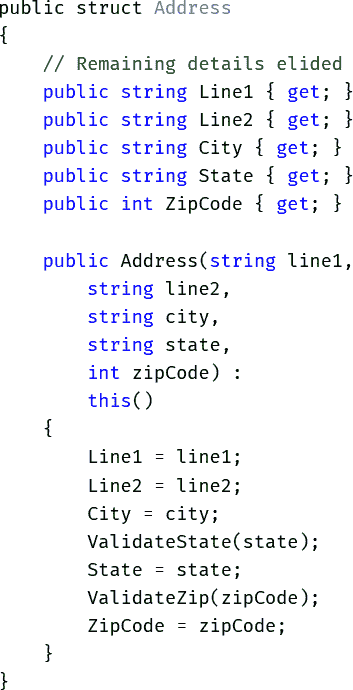 public struct Address
{
    // Remaining details elided
    public string Line1 { get; }
    public string Line2 { get; }
    public string City { get; }
    public string State { get; }
    public int ZipCode { get; }

    public Address(string line1,
        string line2,
        string city,
        string state,
        int zipCode) :
        this()
    {
        Line1 = line1;
        Line2 = line2;
        City = city;
        ValidateState(state);
        State = state;
        ValidateZip(zipCode);
        ZipCode = zipCode;
    }
}